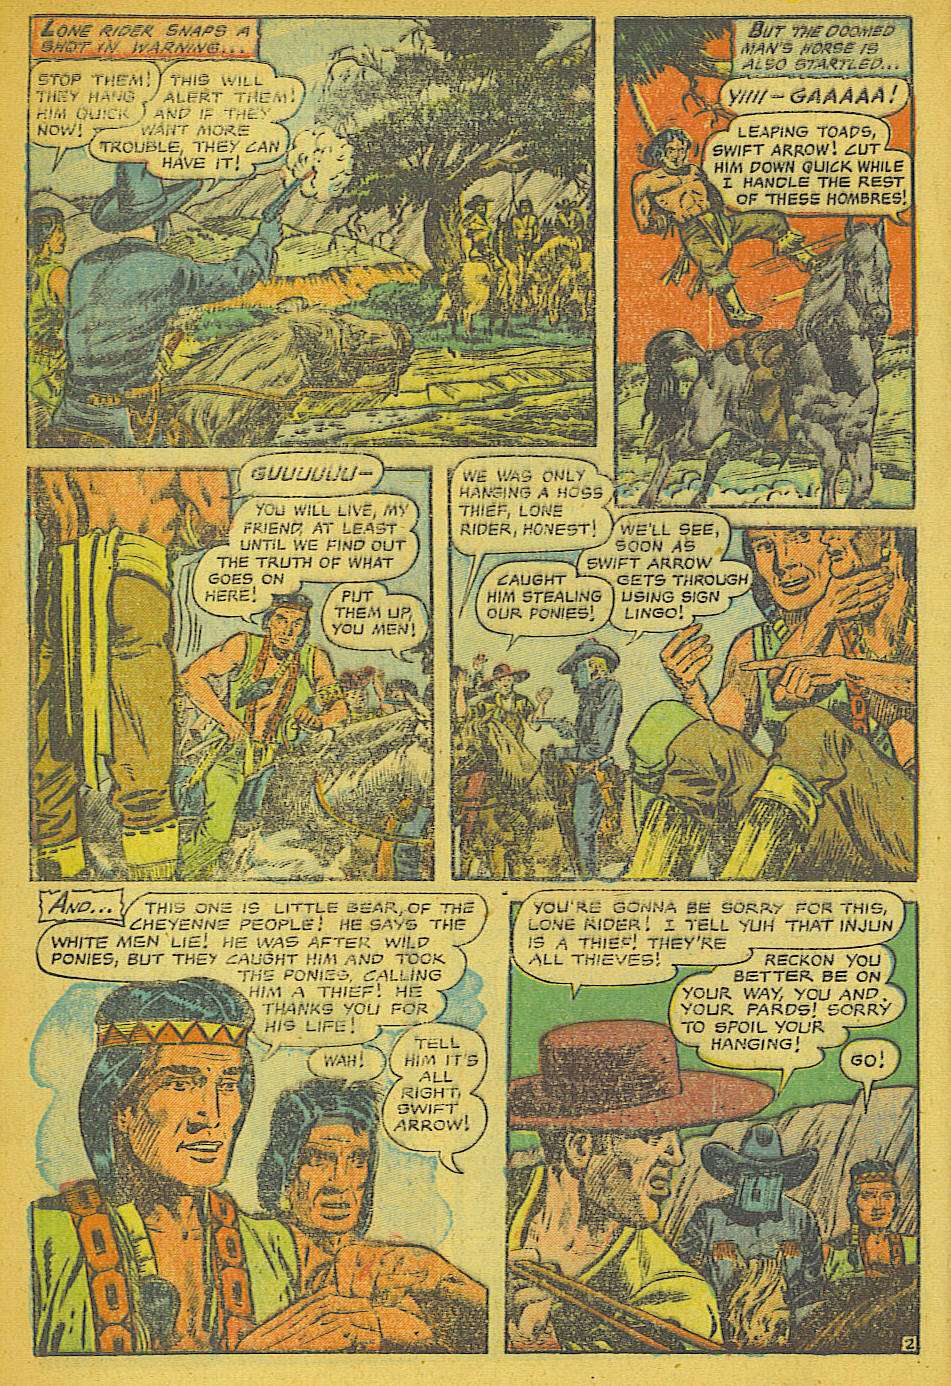 LONE RIDER SNAPS A
SHOT IN WARNING...
STOP THEM!
THEY HANG
HIM QUICK
NOW!
THIS WILL
ALERT THEM!
AND IF THEY
WANT MORE
TROUBLE, THEY CAN
HAVE IT!
BUT THE DOOMED
MAN'S HORSE IS
ALSO STARTLED...
YIIII-GAAAAA!
LEAPING TOADS,
SWIFT ARROW! CUT
HIM DOWN QUICK WHILE
I HANDLE THE REST
OF THESE HOMBRES!
GUUUUUU-
YOU WILL LIVE, MY
FRIEND, AT LEAST
UNTIL WE FIND OUT
THE TRUTH OF WHAT
GOES ON
HERE!
PUT
THEM UP,
YOU MEN!
WE WAS ONLY
HANGING A HOSS
THIEF, LONE
RIDER, HONEST!
CAUGHT
HIM STEALING
OUR PONIES!
WE'LL SEE,
SOON AS
SWIFT ARROW
GETS THROUGH
USING SIGN
LINGO!
AND...
THIS ONE IS LITTLE BEAR, OF THE
CHEYENNE PEOPLE! HE SAYS THE
WHITE MEN LIE! HE WAS AFTER WILD
PONIES, BUT THEY CAUGHT HIM AND TOOK
THE PONIES, CALLING
HIM A THIEF! HE
THANKS YOU FOR
HIS LIFE!
WAH!
TELL
HIM IT'S
ALL
RIGHT,
SWIFT
ARROW!
YOU'RE GONNA BE SORRY FOR THIS,
LONE RIDER! I TELL YUH THAT INJUN
IS A THIEF! THEY'RE
ALL THIEVES!
RECKON YOU
BETTER BE ON
YOUR WAY, YOU AND
YOUR PARDS! SORRY
TO SPOIL YOUR
HANGING!
GO!
2